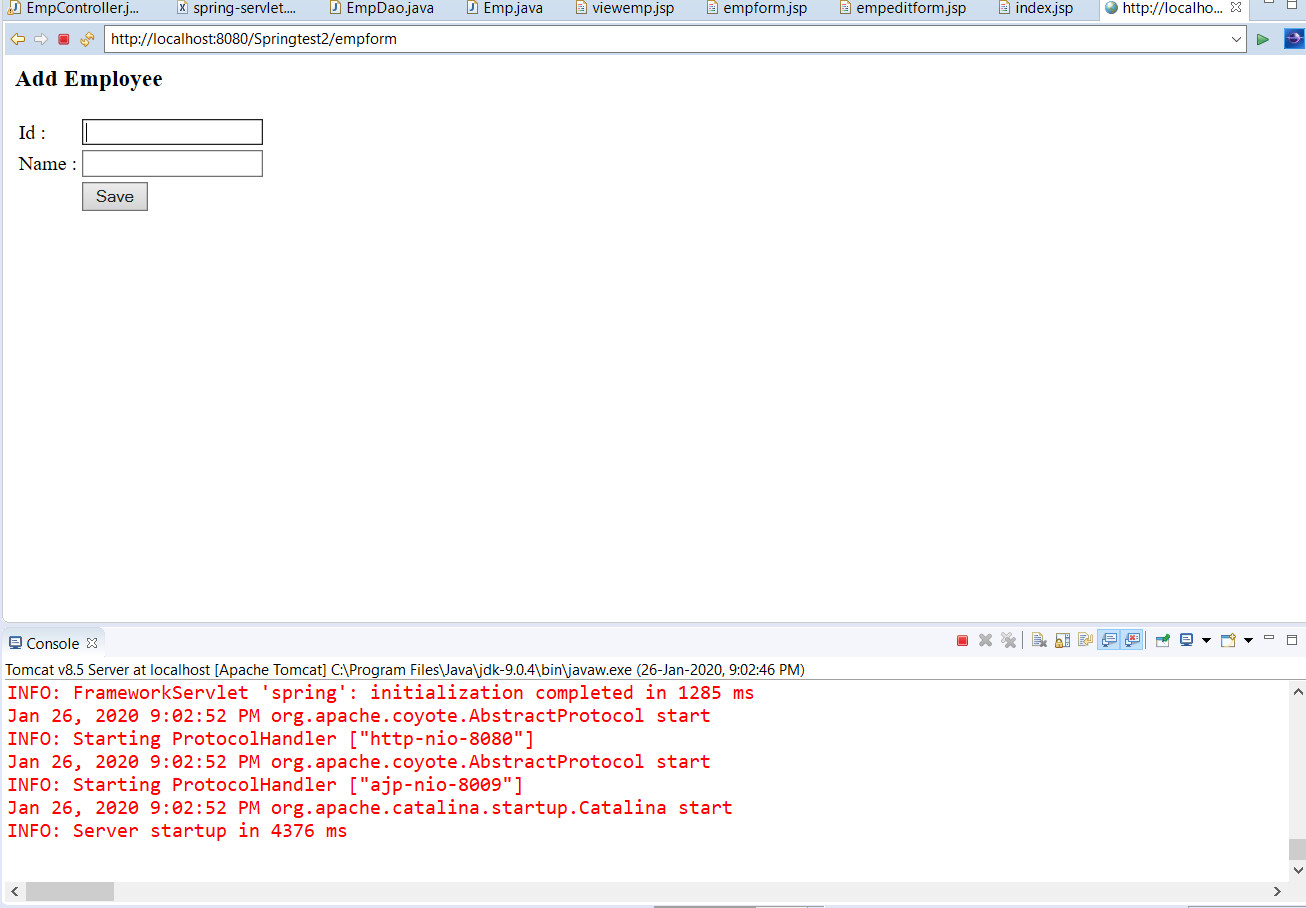 EmpController.j... spring-servlet.... EmpDao.java Emp.java viewemp.jsp empform.jsp empeditform.jsp index.jsp http://localho...
http://localhost:8080/Springtest2/empform
Add Employee
Id :
Name :
Save
Console
Tomcat v8.5 Server at localhost [Apache Tomcat] C:\Program Files\Java\jdk-9.0.4\bin\javaw.exe (26-Jan-2020, 9:02:46 PM)
INFO: FrameworkServlet 'spring': initialization completed in 1285 ms
Jan 26, 2020 9:02:52 PM org.apache.coyote.AbstractProtocol start
INFO: Starting ProtocolHandler ["http-nio-8080"]
Jan 26, 2020 9:02:52 PM org.apache.coyote.AbstractProtocol start
INFO: Starting ProtocolHandler ["ajp-nio-8009"]
Jan 26, 2020 9:02:52 PM org.apache.catalina.startup.Catalina start
INFO: Server startup in 4376 ms